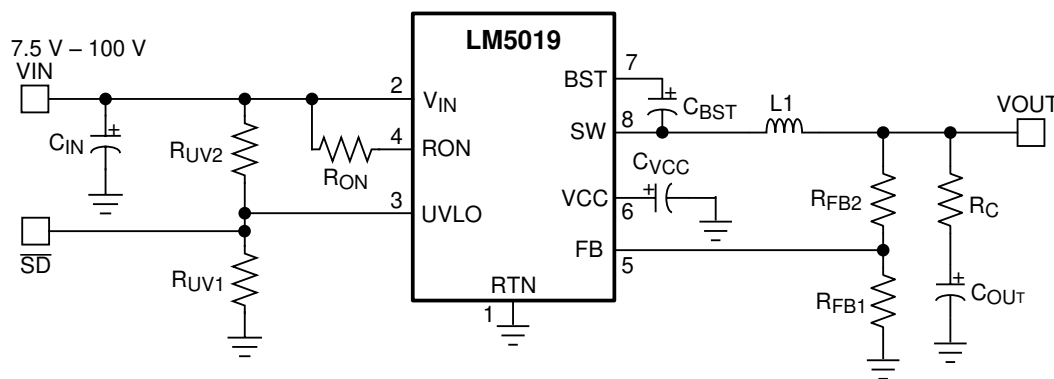 LM5019
7.5 V – 100 V
VIN
7
BST
2
VIN
CBST
L1
VOUT
8
SW
CIN
4
RON
RUV2
RON
CVCC
VCC
6
RFB2
RC
3
UVLO
FB
5
SD
RUV1
RTN
1
RFB1
COUT